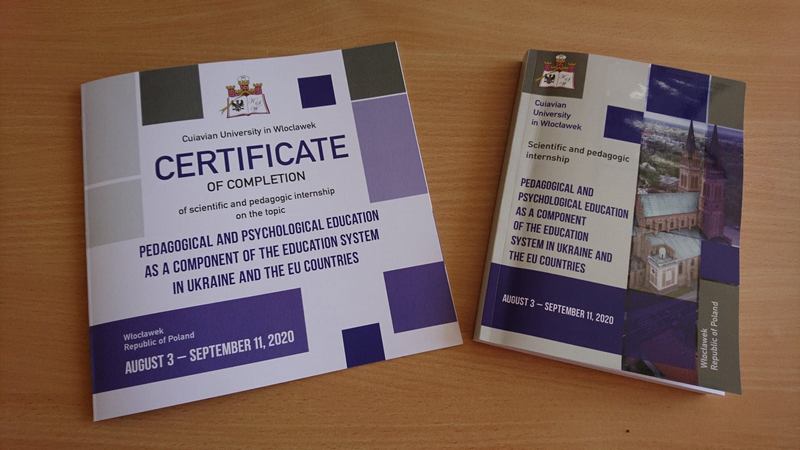 Cuiavian University in Wloclawek
CERTIFICATE
OF COMPLETION
of scientific and pedagogic internship
on the topic
PEDAGOGICAL AND PSYCHOLOGICAL EDUCATION
AS A COMPONENT OF THE EDUCATION SYSTEM
IN UKRAINE AND THE EU COUNTRIES
Włocławek
Republic of Poland
AUGUST 3 – SEPTEMBER 11, 2020
Cuiavian
University
in Włocławek
Scientific and pedagogic
internship
PEDAGOGICAL AND
PSYCHOLOGICAL EDUCATION
AS A COMPONENT
OF THE EDUCATION
SYSTEM IN UKRAINE AND
THE EU COUNTRIES
AUGUST 3 – SEPTEMBER 11, 2020
Włocławek
Republic of Poland